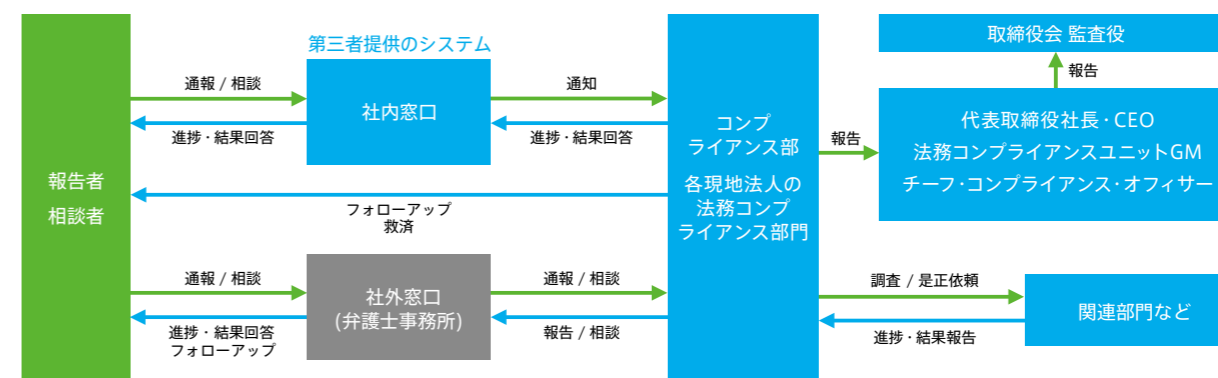 第三者提供のシステム
報告者
相談者
通報 / 相談
進捗・結果回答
社内窓口
通知
進捗・結果回答
フォローアップ
救済
通報 / 相談
進捗・結果回答
フォローアップ
社外窓口
(弁護士事務所)
通報 / 相談
報告 / 相談
コンプ
ライアンス部
各現地法人の
法務コンプ
ライアンス部門
報告
取締役会 監査役
報告
代表取締役社長・CEO
法務コンプライアンスユニットGM
チーフ・コンプライアンス・オフィサー
調査 / 是正依頼
進捗・結果報告
関連部門など